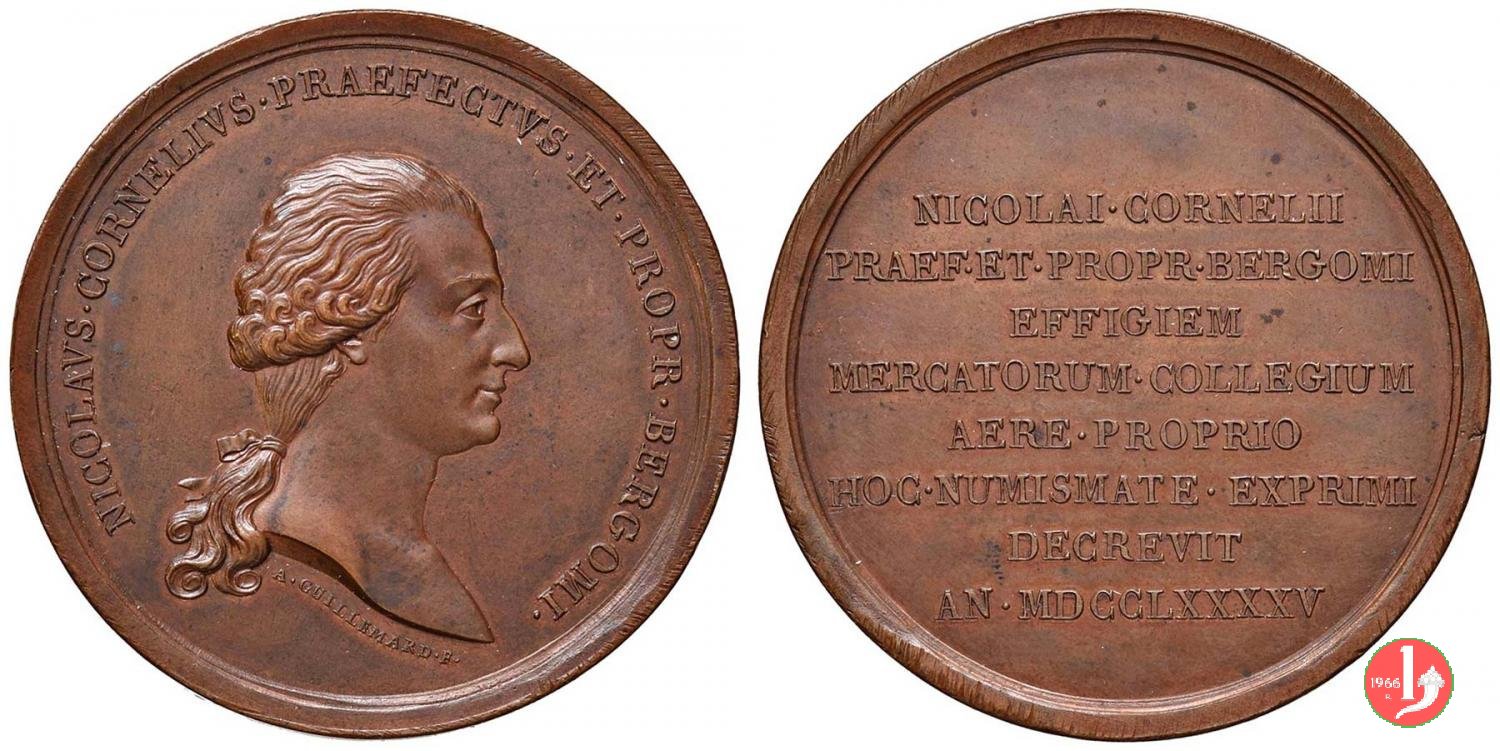 NICOLAVS·CORNELIVS·PRAEFECTVS·ET·PROPR·BERGOMI·
A·GUILLEMARD·F·
NICOLAI·CORNELII
PRAEF·ET·PROPR·BERGOMI
EFFIGIEM
MERCATORUM·COLLEGIUM
AERE·PROPRIO
HOC·NUMISMATE·EXPRIMI
DECREVIT
AN·MDCCLXXXXV
1966
R
1